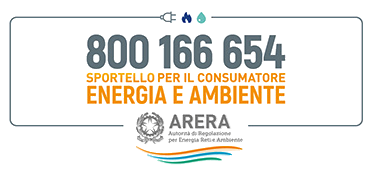 800 166 654
SPORTELLO PER IL CONSUMATORE
ENERGIA E AMBIENTE
ARERA
Autorità di Regolazione
per Energia Reti e Ambiente